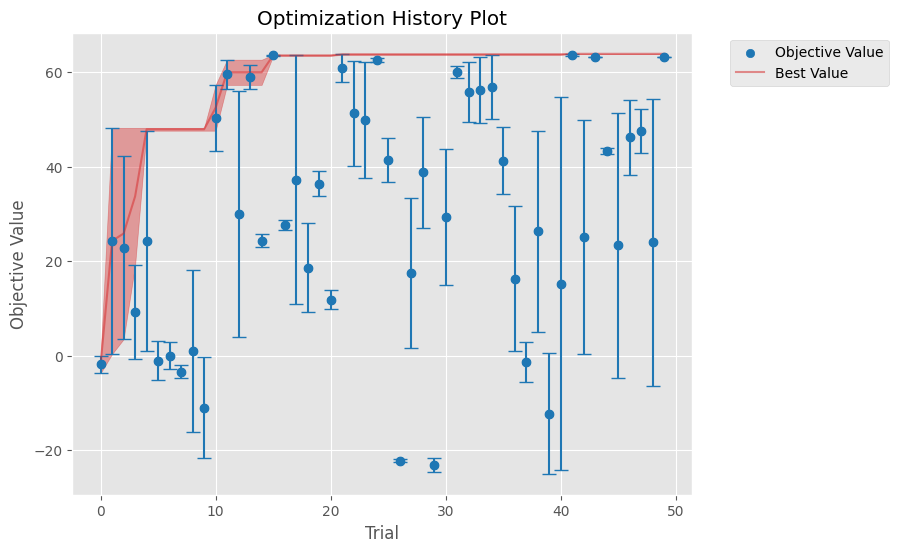 Optimization History Plot
Objective Value
Best Value
Objective Value
60
40
20
0
−20
0 10 20 30 40 50
Trial